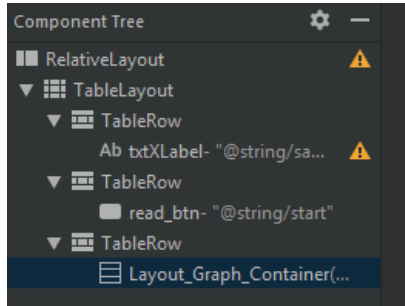 Component Tree
RelativeLayout
TableLayout
TableRow
Ab txtXLabel- "@string/sa...
TableRow
read_btn- "@string/start"
TableRow
Layout_Graph_Container(...